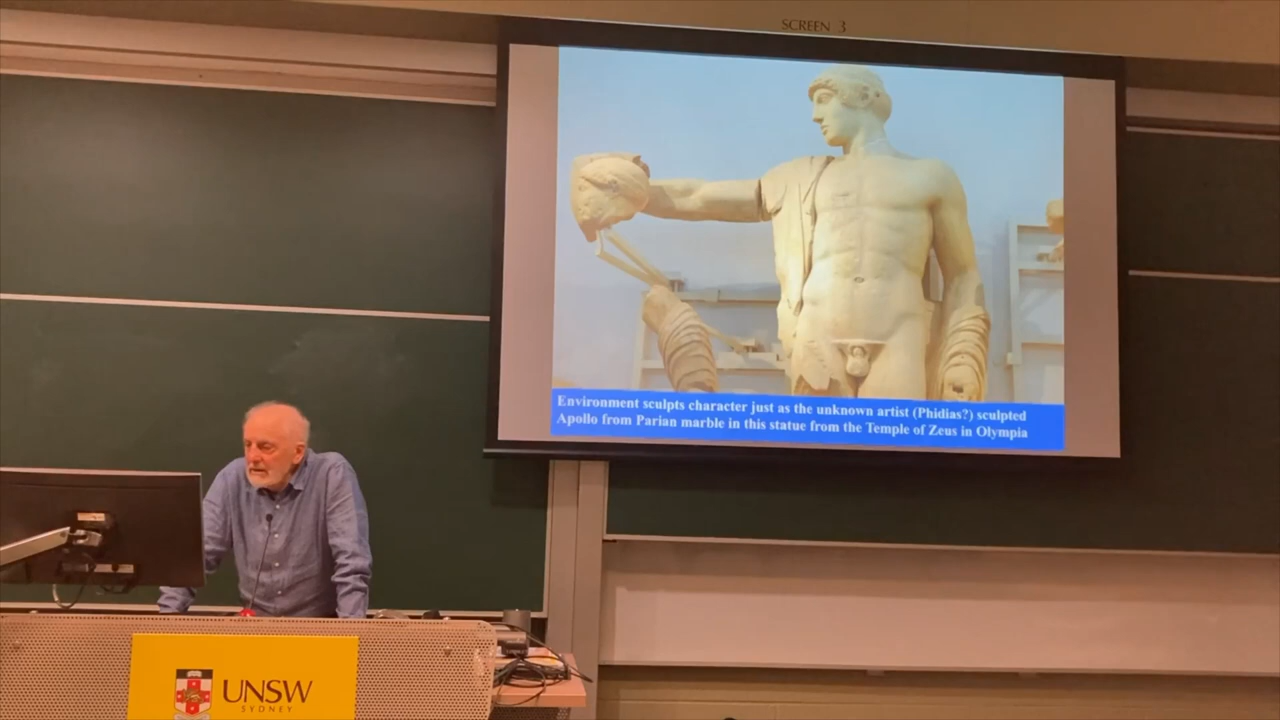 SCREEN 3
Environment sculpts character just as the unknown artist (Phidias?) sculpted
Apollo from Parian marble in this statue from the Temple of Zeus in Olympia
UNSW
SYDNEY